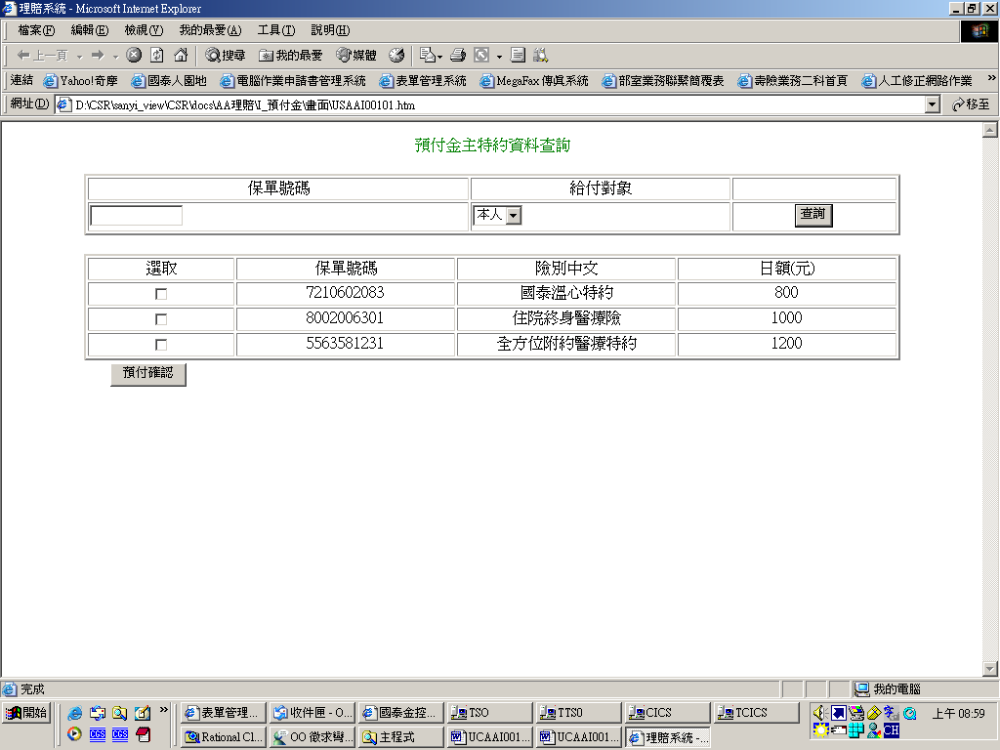 理賠系統 - Microsoft Internet Explorer
檔案(F) 編輯(E) 檢視(V) 我的最愛(A) 工具(T) 說明(H)
上一頁 搜尋 我的最愛 媒體
連結 Yahoo!奇摩 國泰人園地 電腦作業申請書管理系統 表單管理系統 MegaFax 傳真系統 部室業務聯繫簡覆表 壽險業務二科首頁 人工修正網路作業 »
網址(D) D:\CSR\sanyi_view\CSR\docs\AA理賠\I_預付金\畫面\USAAI00101.htm 移至
預付金主特約資料查詢
保單號碼 給付對象
本人 查詢
選取 保單號碼 險別中文 日額(元)
7210602083 國泰溫心特約 800
8002006301 住院終身醫療險 1000
5563581231 全方位附約醫療特約 1200
預付確認
完成 我的電腦
開始 » 表單管理... 收件匣 - O... 國泰金控... TSO TTSO CICS TCICS 上午 08:59
CGS CGS Rational Cl... OO 徵求彎... 主程式 UCAAI001... UCAAI001... 理賠系統 -... CH